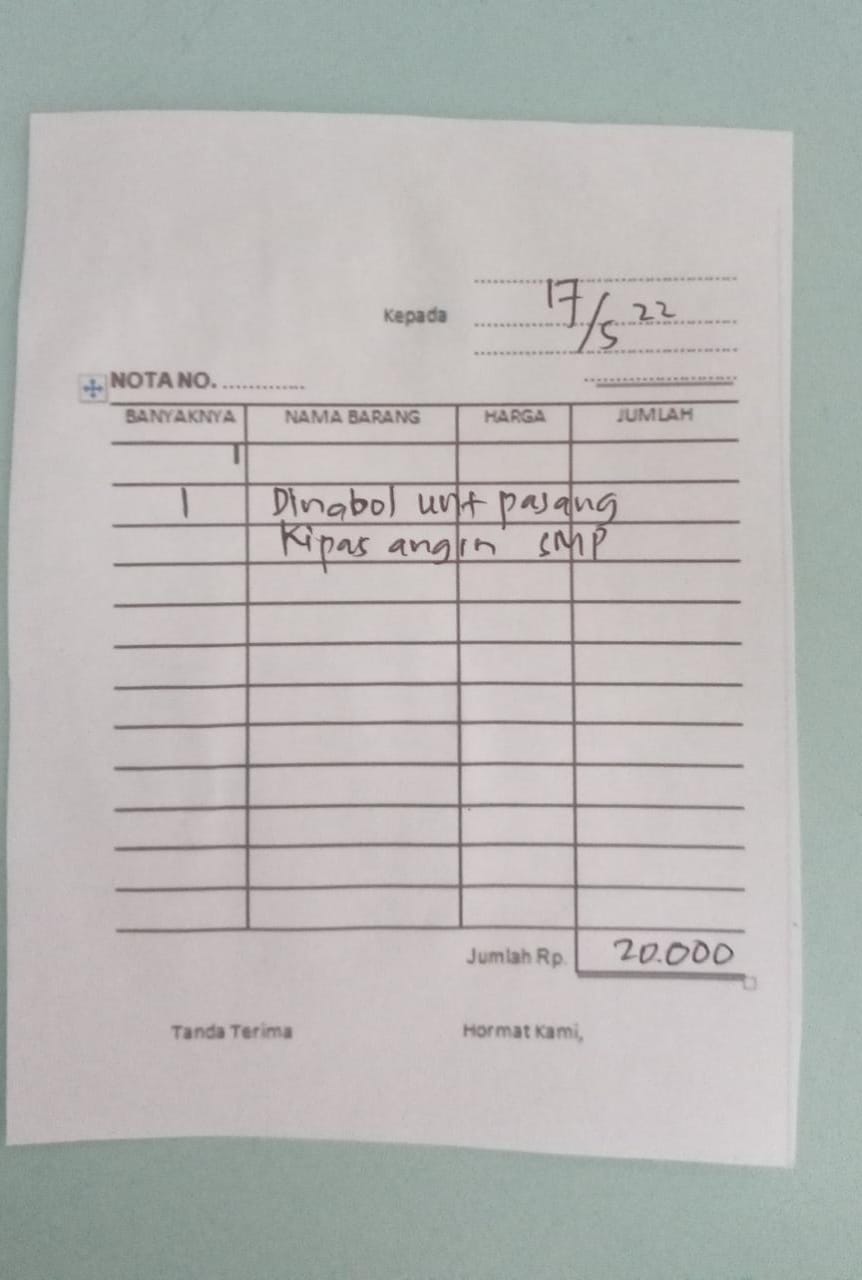 17/5 22
Kepada
NOTA NO. ............
BANYAKNYA NAMA BARANG HARGA JUMLAH
1 Dinabol unt pasang
Kipas angin SMP
Jumlah Rp. 20.000
Tanda Terima Hormat Kami,